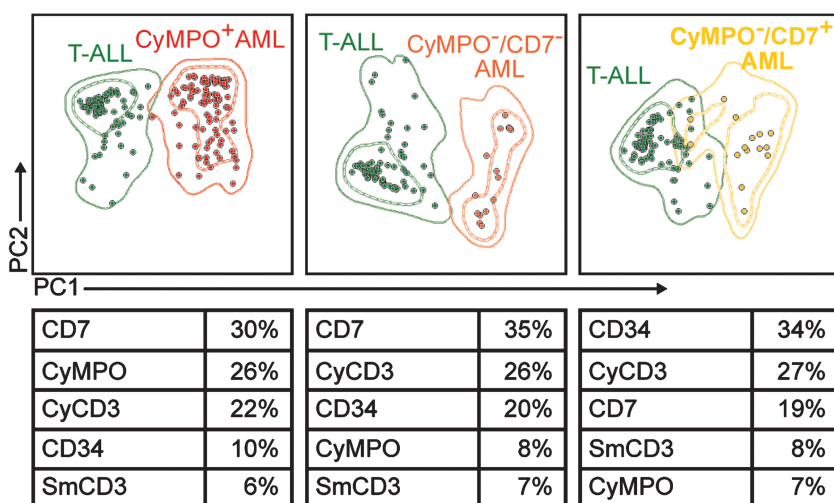 T-ALL
CyMPO⁺AML
T-ALL
CyMPO⁻/CD7⁻
AML
T-ALL
CyMPO⁻/CD7⁺
AML
PC2
PC1
CD7 30%
CyMPO 26%
CyCD3 22%
CD34 10%
SmCD3 6%
CD7 35%
CyCD3 26%
CD34 20%
CyMPO 8%
SmCD3 7%
CD34 34%
CyCD3 27%
CD7 19%
SmCD3 8%
CyMPO 7%